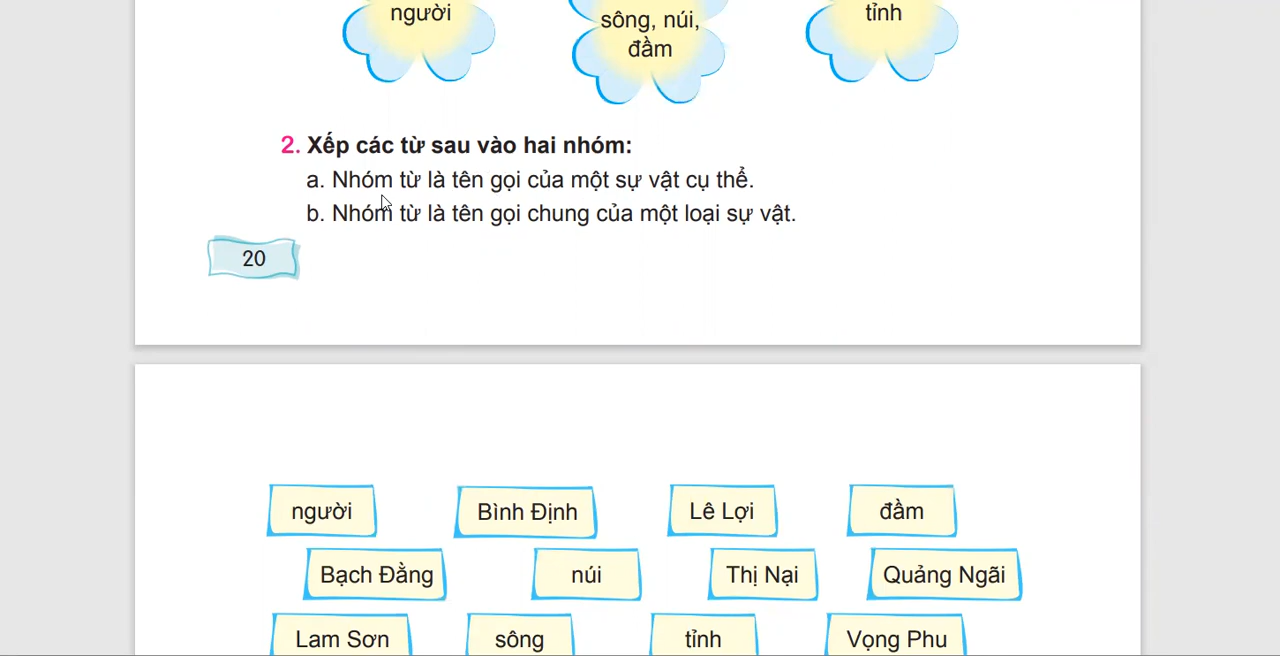 người
sông, núi,
đầm
tỉnh
2. Xếp các từ sau vào hai nhóm:
a. Nhóm từ là tên gọi của một sự vật cụ thể.
b. Nhóm từ là tên gọi chung của một loại sự vật.
20
người Bình Định Lê Lợi đầm
Bạch Đằng núi Thị Nại Quảng Ngãi
Lam Sơn sông tỉnh Vọng Phu